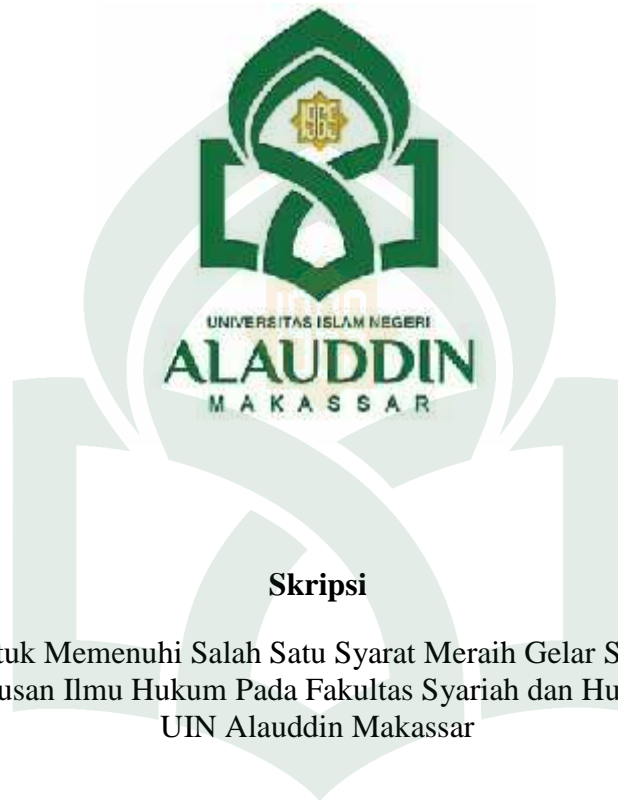 1965
UNIVERSITAS ISLAM NEGERI
ALAUDDIN
MAKASSAR
Skripsi
Memenuhi Salah Satu Syarat Meraih Gelar
Ilmu Hukum Pada Fakultas Syariah dan
UIN Alauddin Makassar